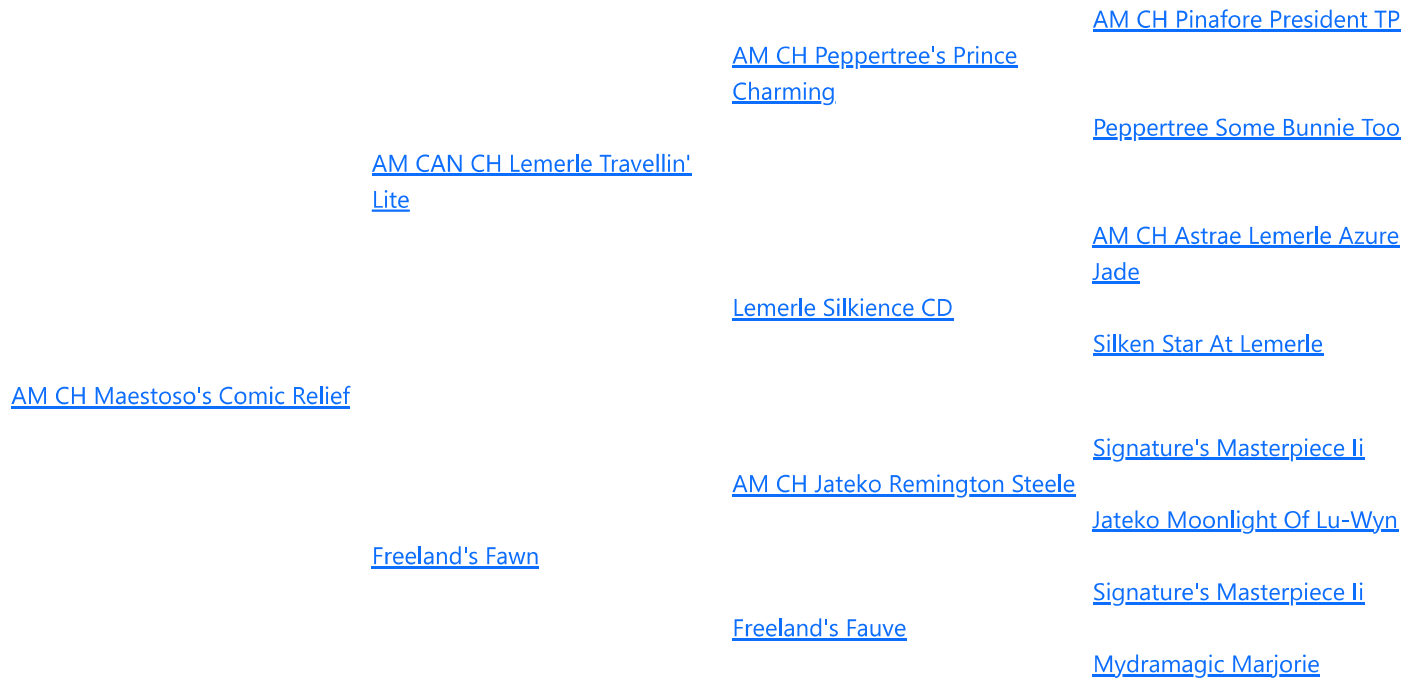 AM CH Pinafore President TP
AM CH Peppertree's Prince
Charming
Peppertree Some Bunnie Too
AM CAN CH Lemerle Travellin'
Lite
AM CH Astrae Lemerle Azure
Jade
Lemerle Silkience CD
Silken Star At Lemerle
AM CH Maestoso's Comic Relief
Signature's Masterpiece Ii
AM CH Jateko Remington Steele
Jateko Moonlight Of Lu-Wyn
Freeland's Fawn
Signature's Masterpiece Ii
Freeland's Fauve
Mydramagic Marjorie